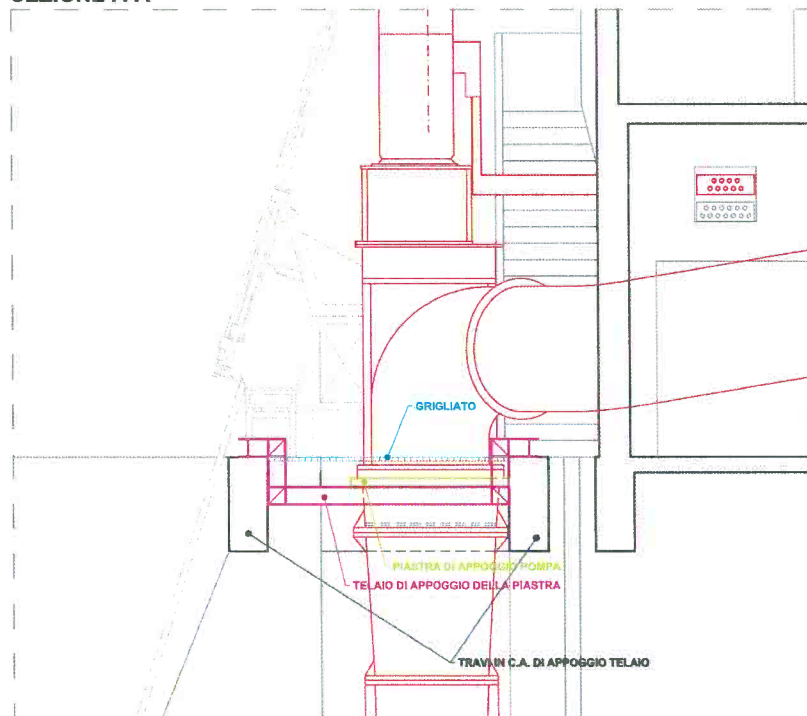 GRIGLIATO
PIASTRA DI APPOGGIO POMPA
TELAIO DI APPOGGIO DELLA PIASTRA
TRAVI IN C.A. DI APPOGGIO TELAIO